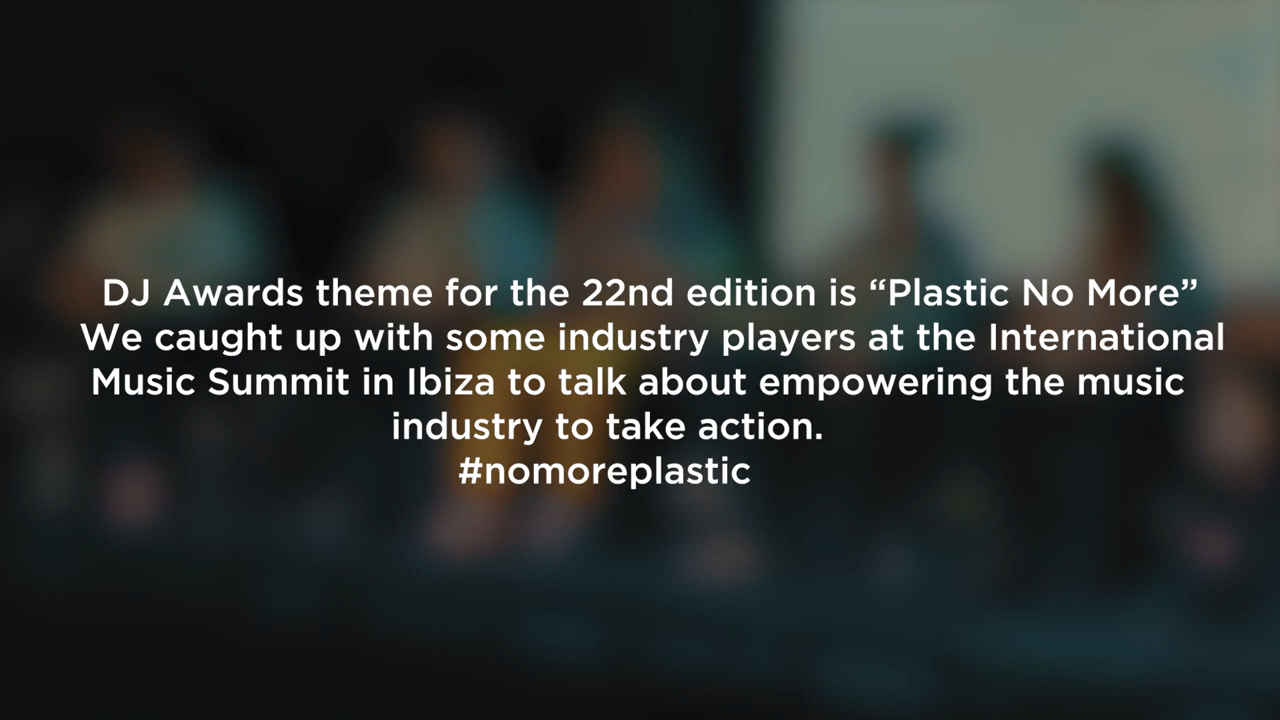 DJ Awards theme for the 22nd edition is “Plastic No More”
We caught up with some industry players at the International
Music Summit in Ibiza to talk about empowering the music
industry to take action.
#nomoreplastic